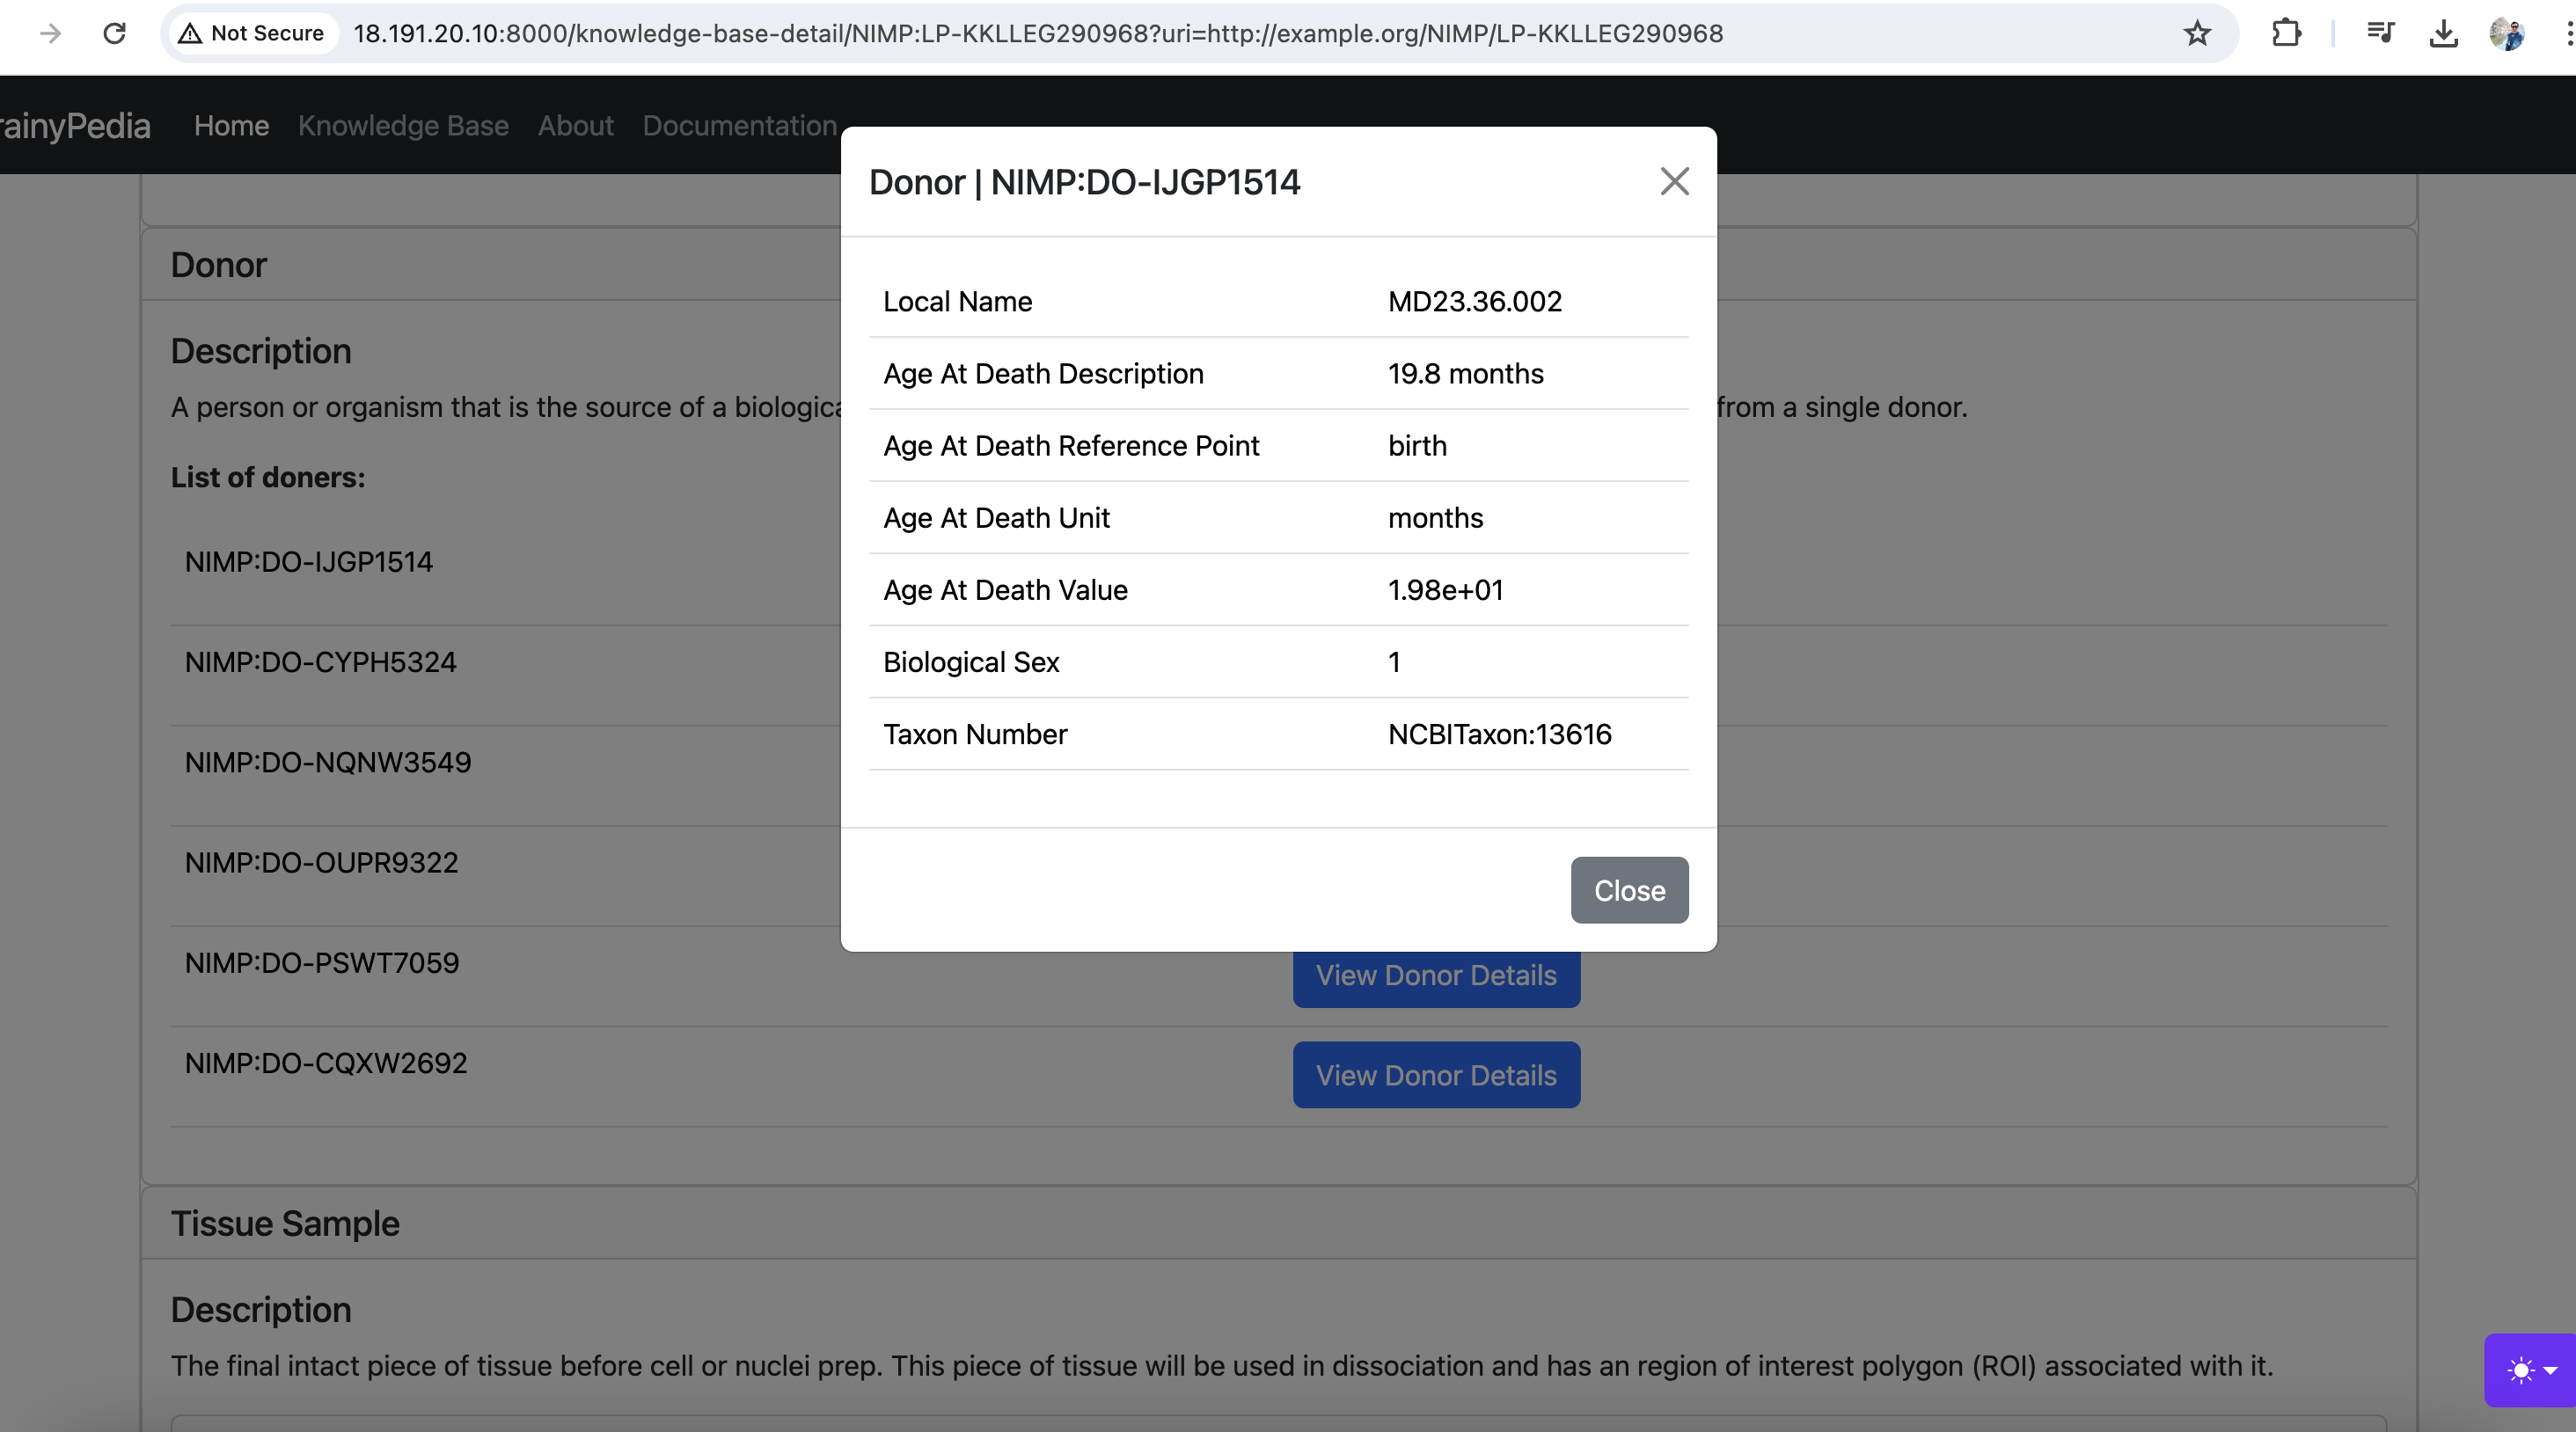 Not Secure 18.191.20.10:8000/knowledge-base-detail/NIMP:LP-KKLLEG290968?uri=http://example.org/NIMP/LP-KKLLEG290968
rainyPedia Home Knowledge Base About Documentation
Donor | NIMP:DO-IJGP1514
Local Name MD23.36.002
Age At Death Description 19.8 months
Age At Death Reference Point birth
Age At Death Unit months
Age At Death Value 1.98e+01
Biological Sex 1
Taxon Number NCBITaxon:13616
Close
Donor
Description
A person or organism that is the source of a biologica from a single donor.
List of doners:
NIMP:DO-IJGP1514
NIMP:DO-CYPH5324
NIMP:DO-NQNW3549
NIMP:DO-OUPR9322
NIMP:DO-PSWT7059 View Donor Details
NIMP:DO-CQXW2692 View Donor Details
Tissue Sample
Description
The final intact piece of tissue before cell or nuclei prep. This piece of tissue will be used in dissociation and has an region of interest polygon (ROI) associated with it.